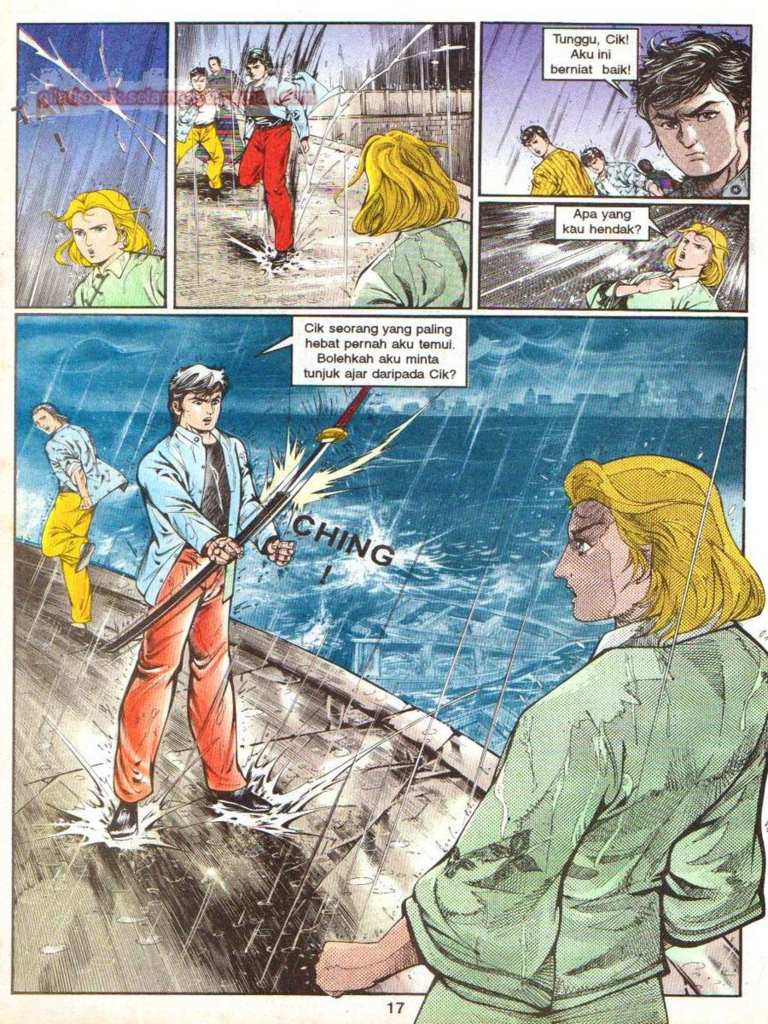 Tunggu, Cik!
Aku ini
berniat baik!
Apa yang
kau hendak?
Cik seorang yang paling
hebat pernah aku temui.
Bolehkah aku minta
tunjuk ajar daripada Cik?
CHING
!
17